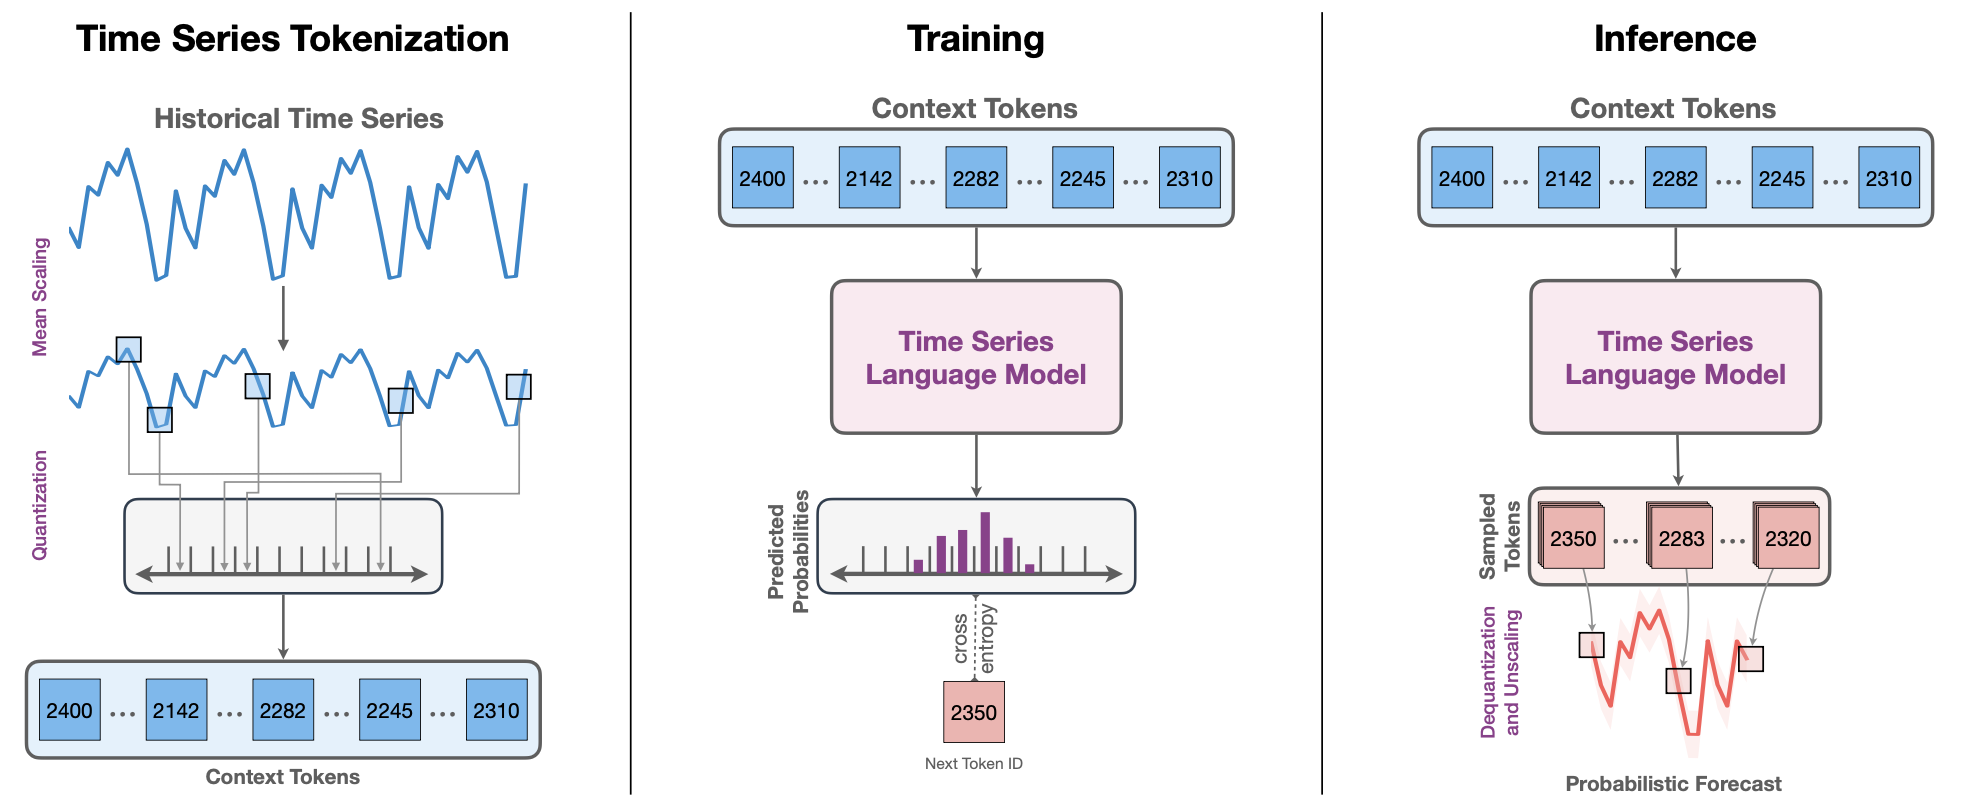 Time Series Tokenization
Historical Time Series
Mean Scaling
Quantization
2400 ... 2142 ... 2282 ... 2245 ... 2310
Context Tokens
Training
Context Tokens
2400 ... 2142 ... 2282 ... 2245 ... 2310
Time Series
Language Model
Predicted
Probabilities
cross
entropy
2350
Next Token ID
Inference
Context Tokens
2400 ... 2142 ... 2282 ... 2245 ... 2310
Time Series
Language Model
Sampled
Tokens
2350 ... 2283 ... 2320
Dequantization
and Unscaling
Probabilistic Forecast